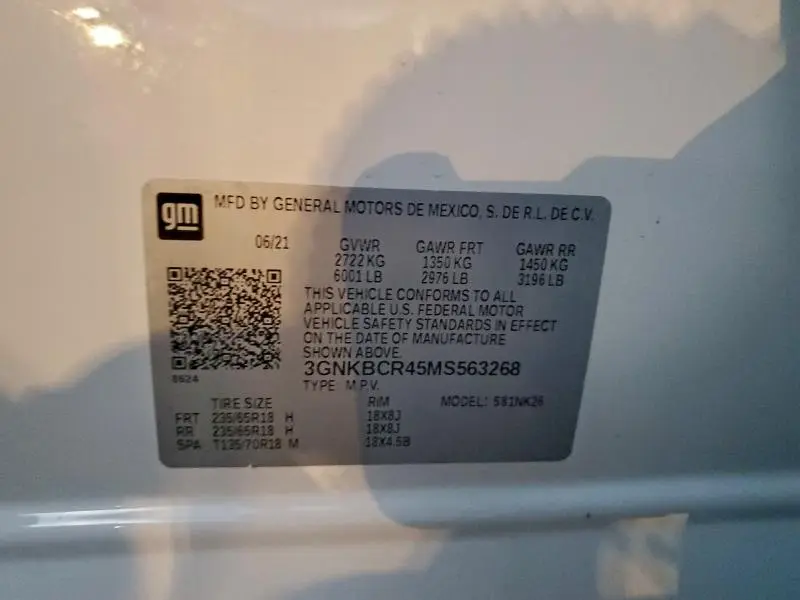 gm MFD BY GENERAL MOTORS DE MEXICO, S. DE R.L. DE C.V.
06/21 GVWR GAWR FRT GAWR RR
2722 KG 1350 KG 1450 KG
6001 LB 2976 LB 3196 LB
THIS VEHICLE CONFORMS TO ALL
APPLICABLE U.S. FEDERAL MOTOR
VEHICLE SAFETY STANDARDS IN EFFECT
ON THE DATE OF MANUFACTURE
SHOWN ABOVE.
3GNKBCR45MS563268
8624 TYPE: M.P.V.
TIRE SIZE RIM MODEL: 581NK26
FRT 235/65R18 H 18X8J
RR 235/65R18 H 18X8J
SPA T135/70R18 M 18X4.5B